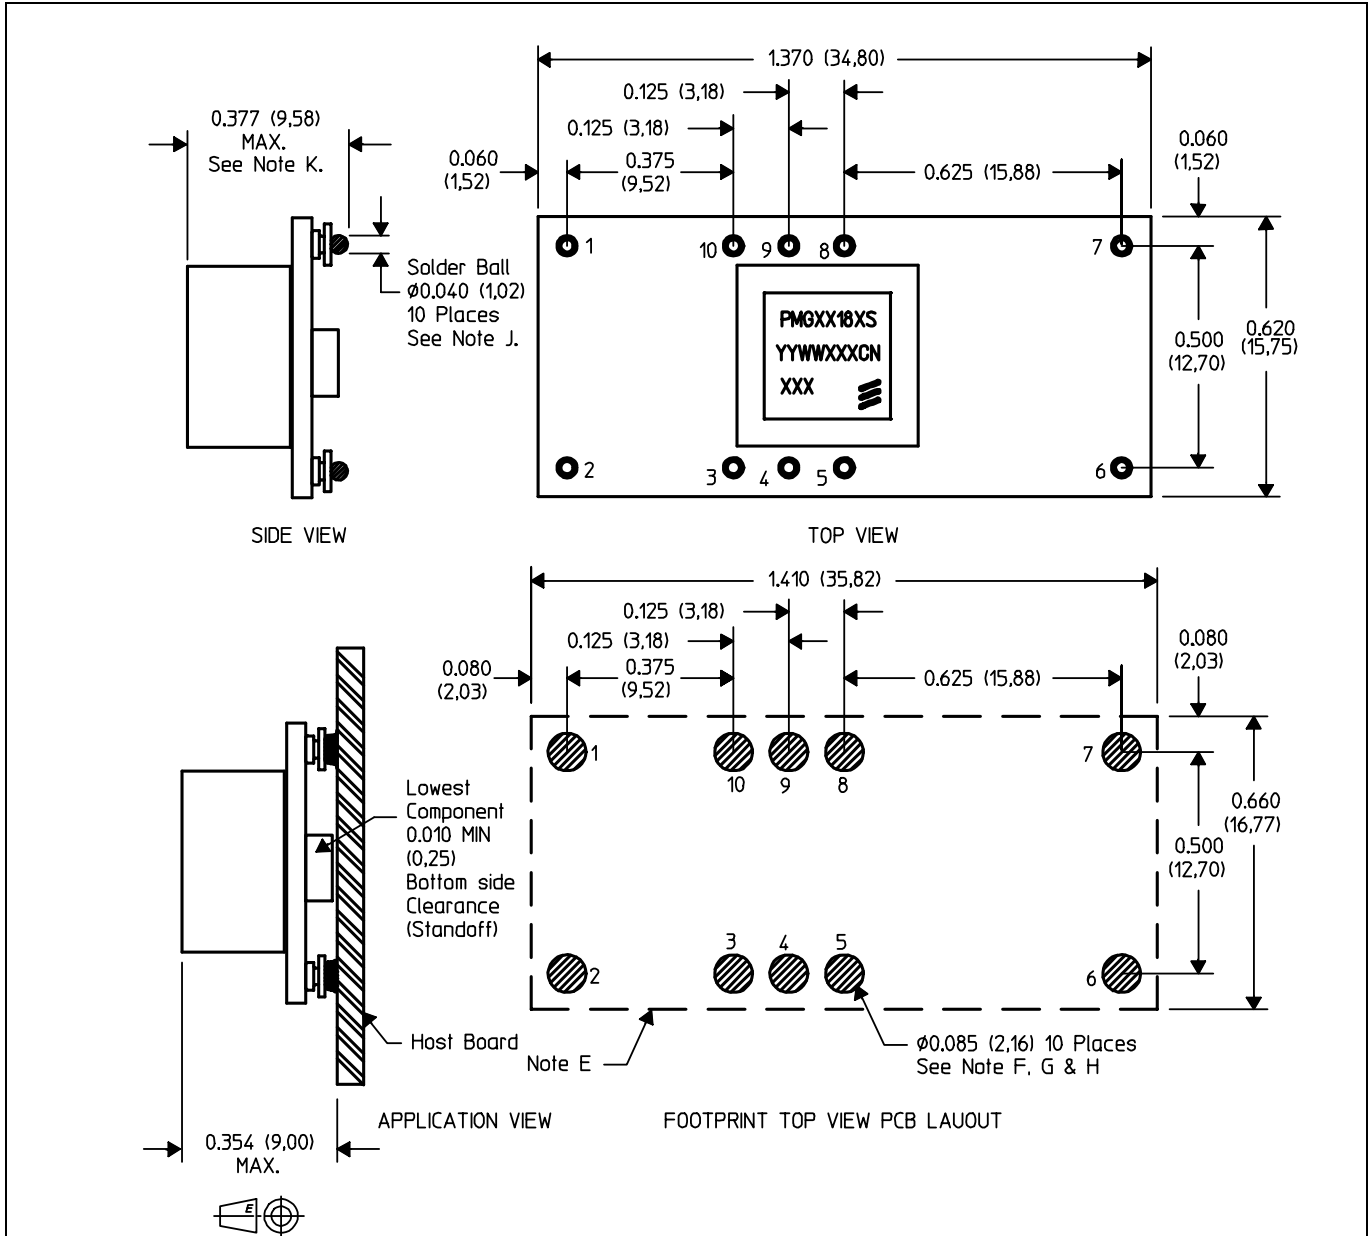 1.370 (34,80)
0.125 (3,18)
0.125 (3,18)
0.377 (9,58)
MAX.
See Note K.
0.060
(1,52)
0.375
(9,52)
0.625 (15,88)
0.060
(1,52)
1
10
9
8
7
Solder Ball
Ø0.040 (1,02)
10 Places
See Note J.
PMGXX18XS
YYWWXXXCN
XXX
0.500
(12,70)
0.620
(15,75)
2
3
4
5
6
SIDE VIEW
TOP VIEW
1.410 (35,82)
0.125 (3,18)
0.125 (3,18)
0.080
(2,03)
0.375
(9,52)
0.625 (15,88)
0.080
(2,03)
1
10
9
8
7
Lowest
Component
0.010 MIN
(0,25)
Bottom side
Clearance
(Standoff)
0.660
(16,77)
0.500
(12,70)
2
3
4
5
6
Host Board
Note E
Ø0.085 (2,16) 10 Places
See Note F, G & H
APPLICATION VIEW
FOOTPRINT TOP VIEW PCB LAUOUT
0.354 (9,00)
MAX.
E